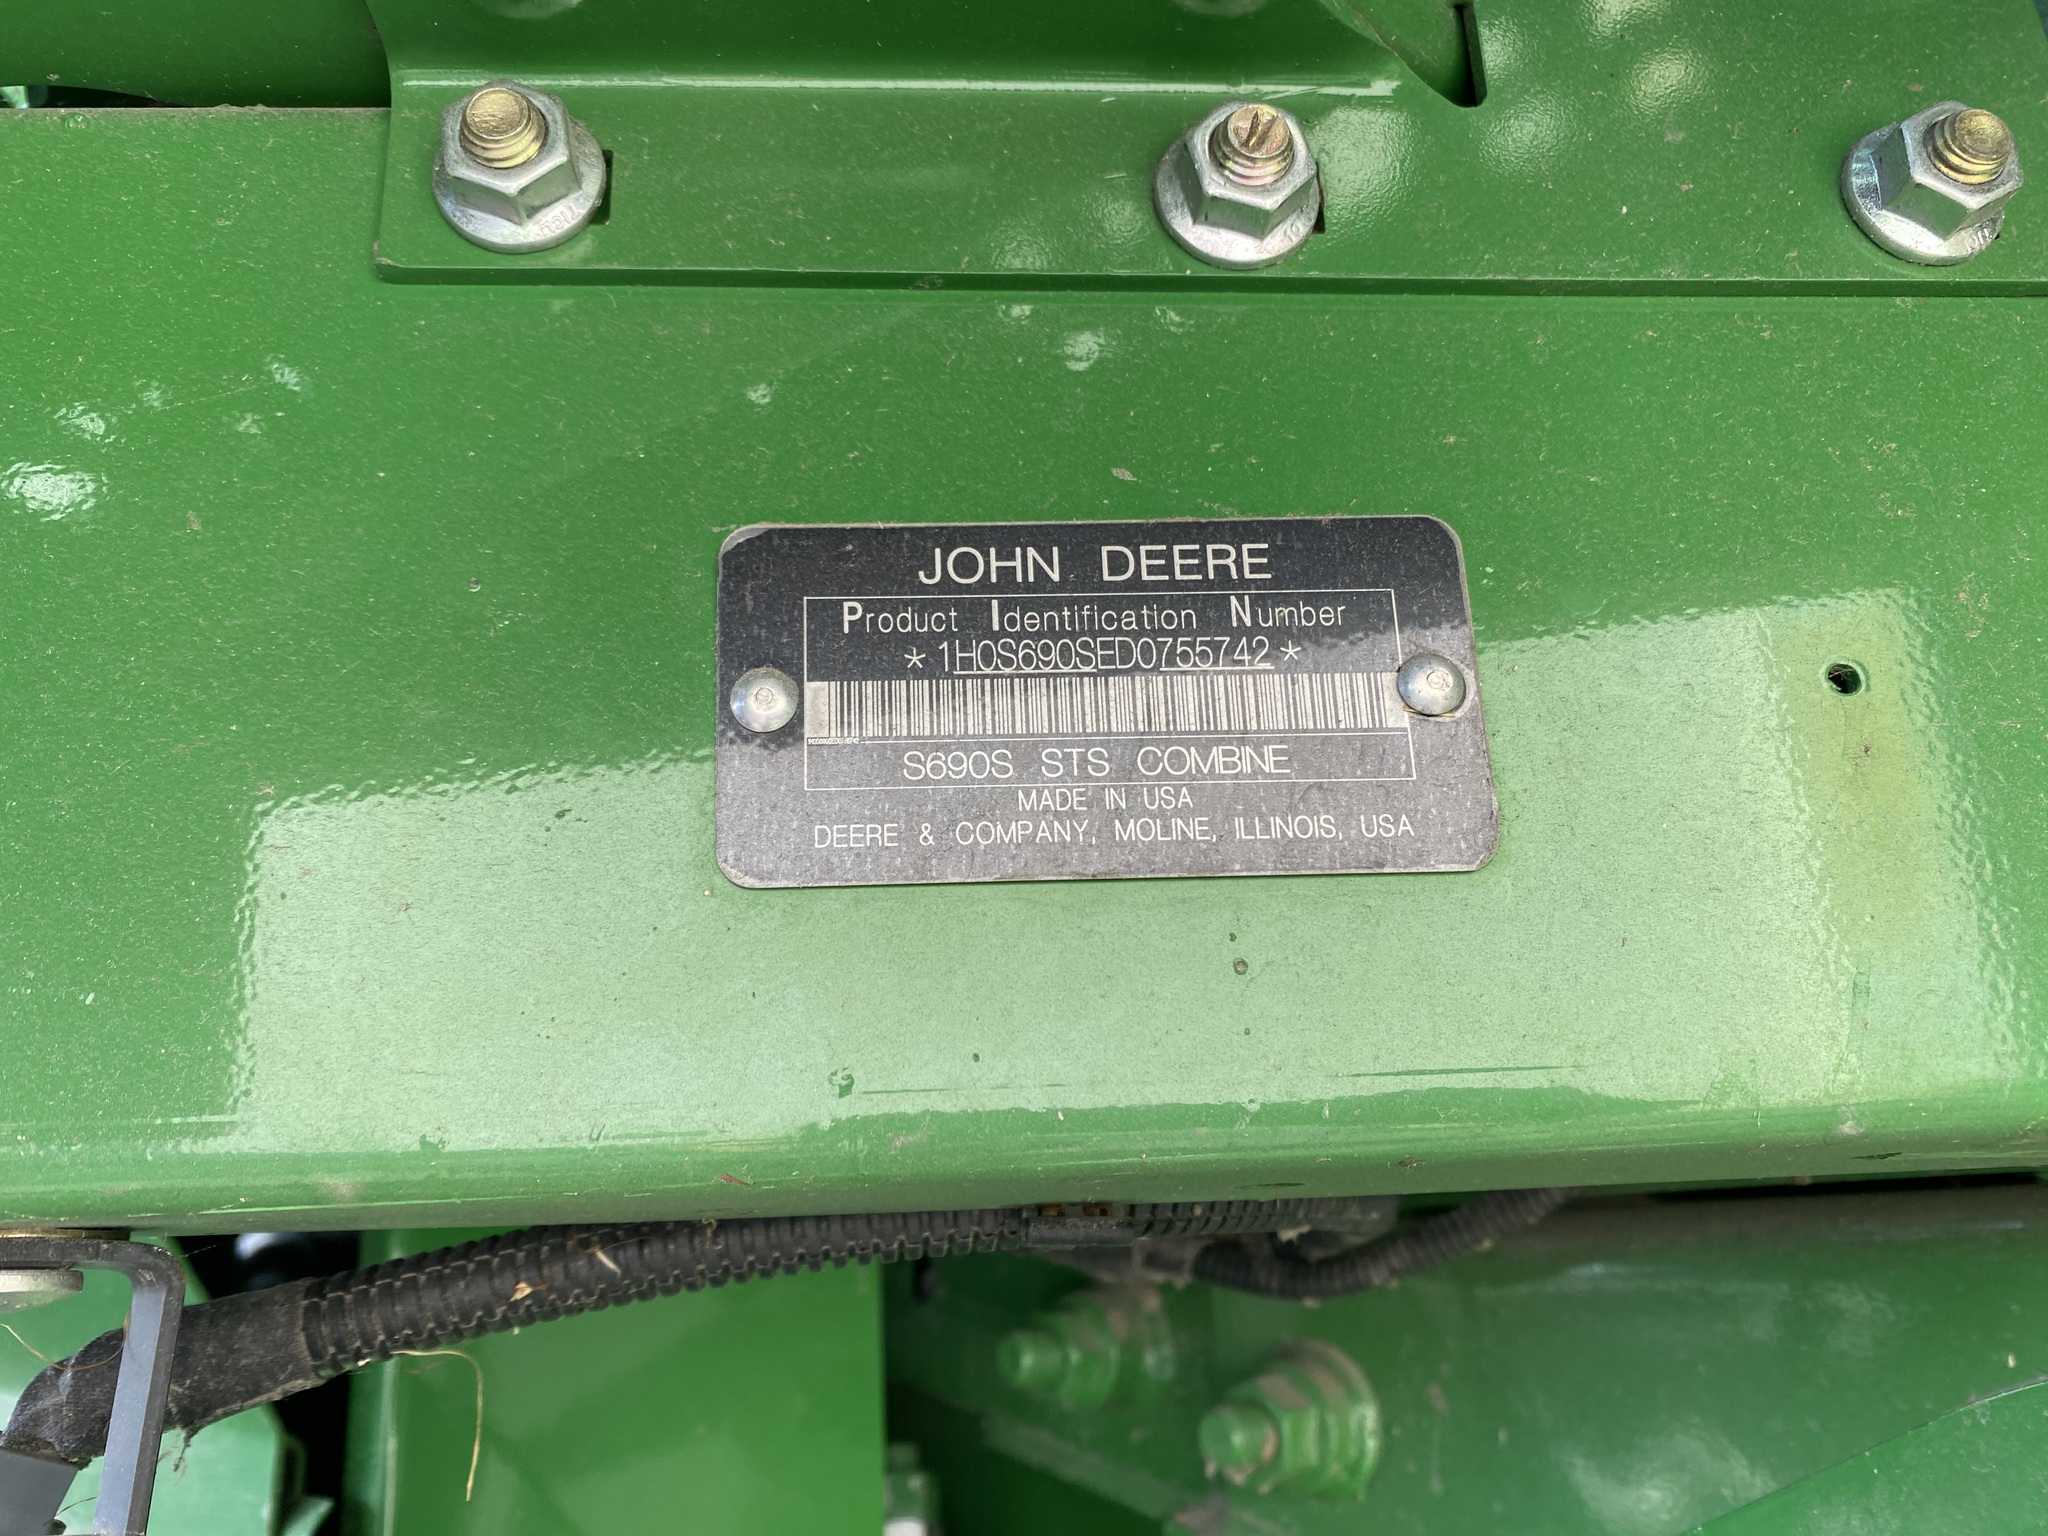 JOHN DEERE
Product Identification Number
*1H0S690SED0755742*
S690S STS COMBINE
MADE IN USA
DEERE & COMPANY, MOLINE, ILLINOIS, USA